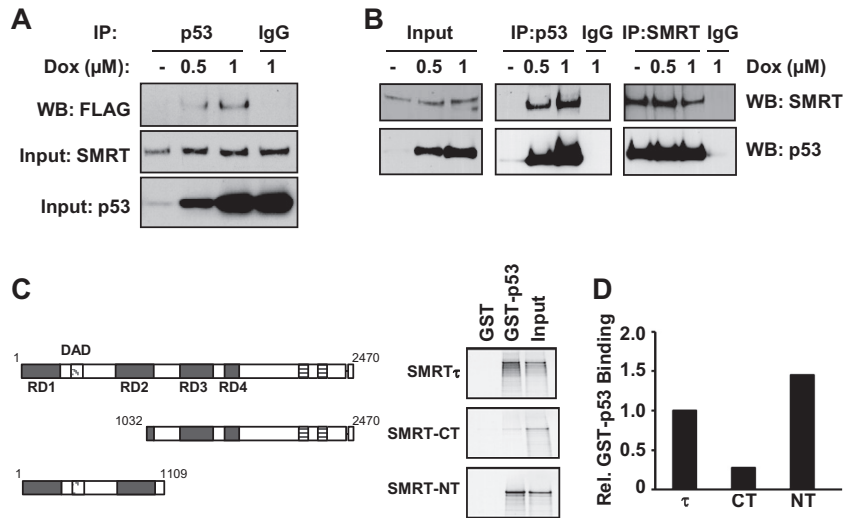 A
IP: p53 IgG
Dox (µM): - 0.5 1 1
WB: FLAG
Input: SMRT
Input: p53
B
Input IP:p53 IgG IP:SMRT IgG
- 0.5 1 - 0.5 1 1 - 0.5 1 1 Dox (µM)
WB: SMRT
WB: p53
C
1 DAD 2470
RD1 RD2 RD3 RD4
1032 2470
1 1109
GST GST-p53 Input
SMRTτ
SMRT-CT
SMRT-NT
D
Rel. GST-p53 Binding
2.0
1.5
1.0
0.5
0
τ CT NT